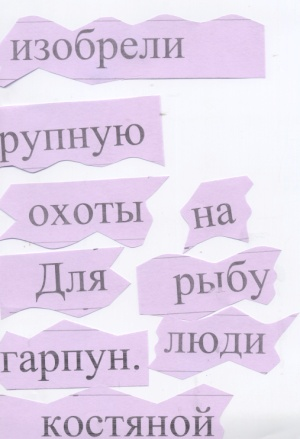 изобрели
рупную
охоты на
Для рыбу
гарпун. люди
костяной